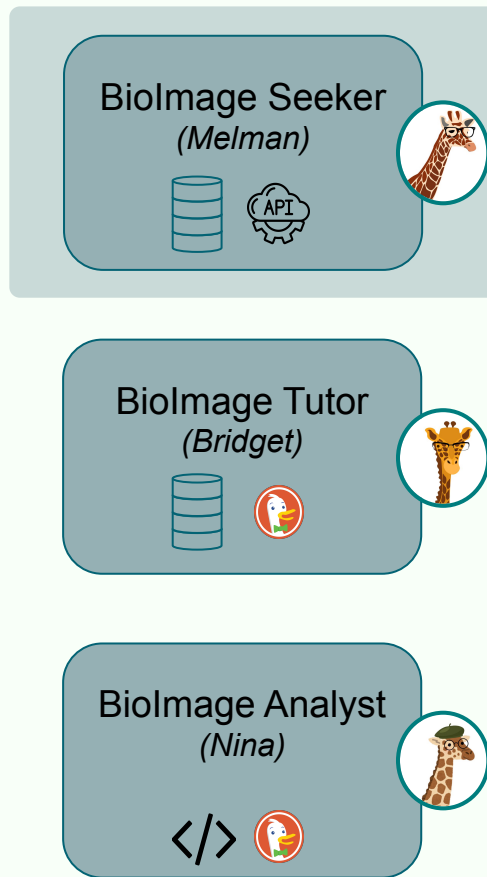 BioImage Seeker
(Melman)
API
BioImage Tutor
(Bridget)
BioImage Analyst
(Nina)
</>